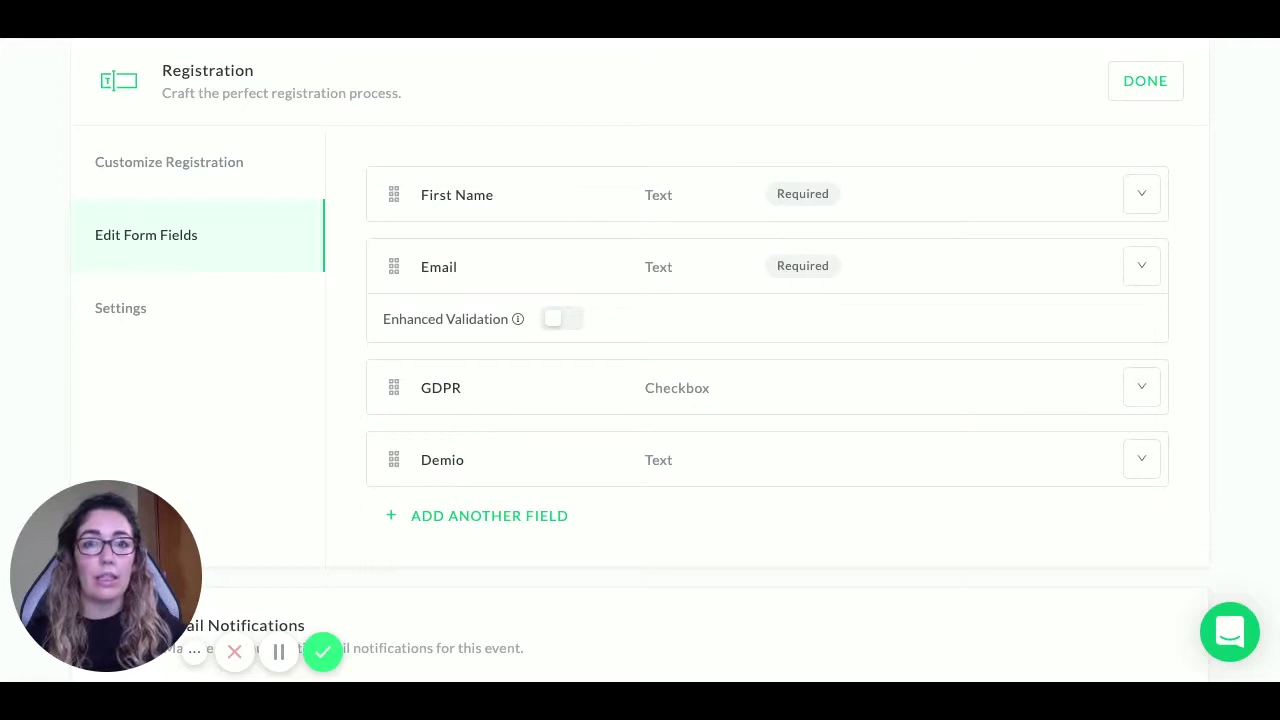 Registration
Craft the perfect registration process.
DONE
Customize Registration
Edit Form Fields
Settings
First Name Text Required
Email Text Required
Enhanced Validation
GDPR Checkbox
Demio Text
+ ADD ANOTHER FIELD
ail Notifications
il notifications for this event.